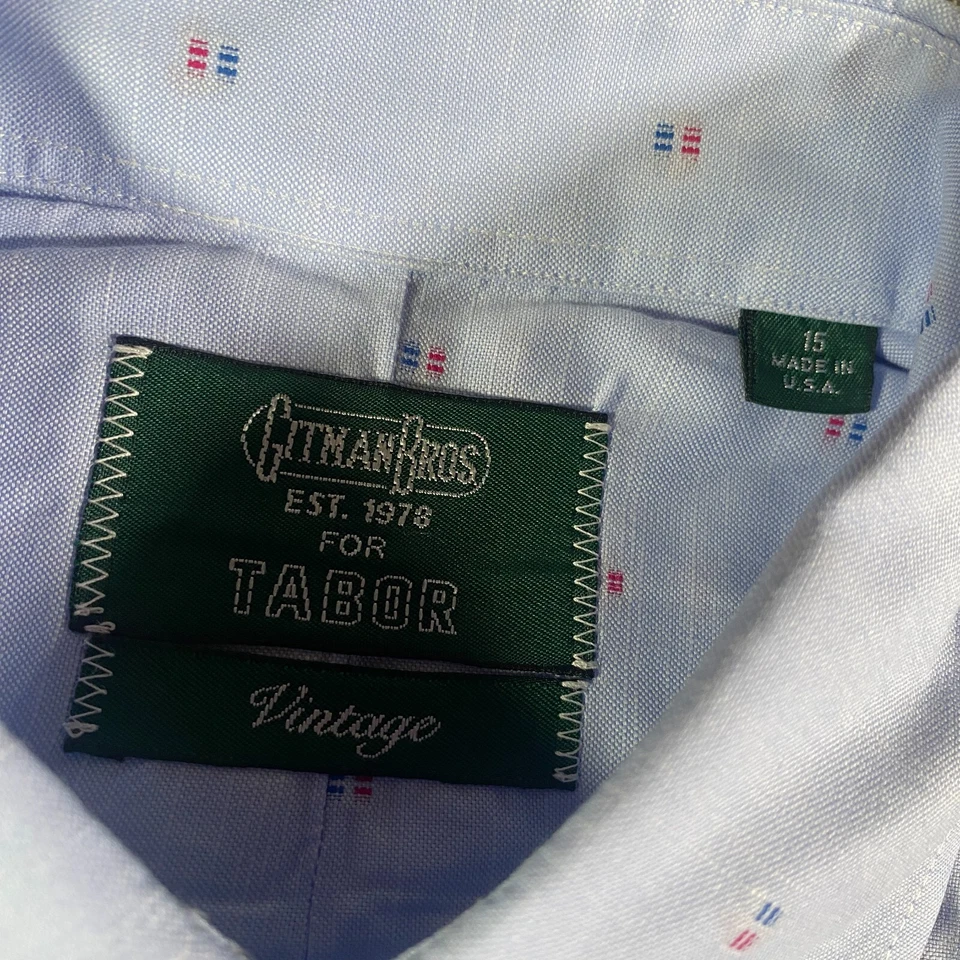 GITMAN BROS.
EST. 1978
FOR
TABOR
Vintage
15
MADE IN
U.S.A.